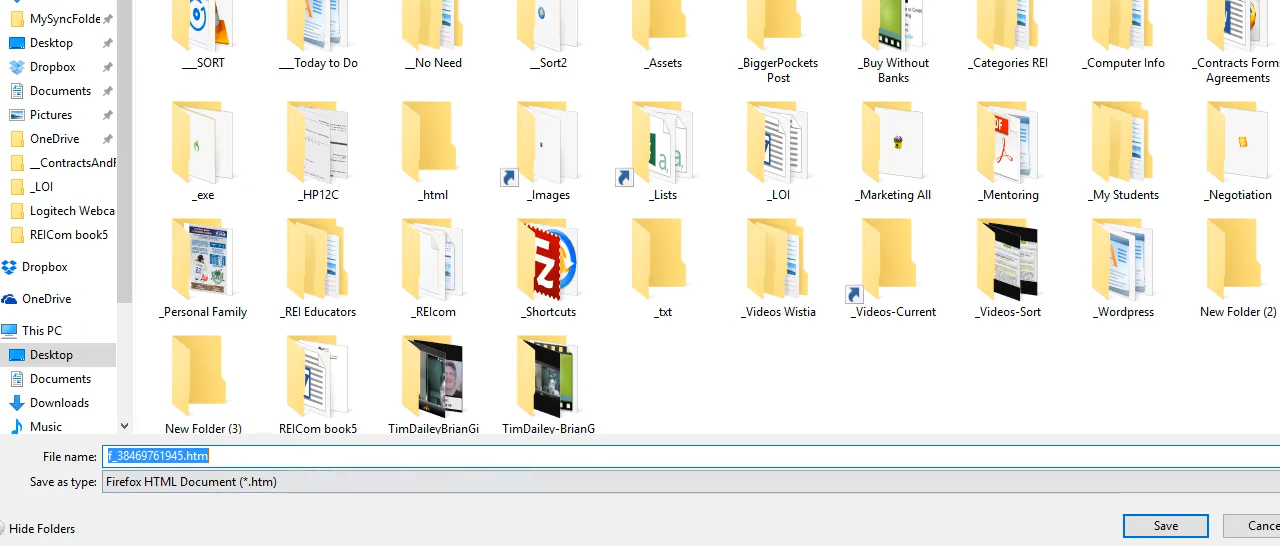 MySyncFolde
Desktop
Dropbox
Documents
Pictures
OneDrive
__ContractsAndF
_LOI
Logitech Webca
REICom book5
Dropbox
OneDrive
This PC
Desktop
Documents
Downloads
Music
___SORT
___Today to Do
__No Need
__Sort2
_Assets
_BiggerPockets
Post
_Buy Without
Banks
_Categories REI
_Computer Info
_Contracts Forms
Agreements
_exe
_HP12C
_html
_Images
_Lists
_LOI
_Marketing All
_Mentoring
_My Students
_Negotiation
_Personal Family
_REI Educators
_REIcom
_Shortcuts
_txt
_Videos Wistia
_Videos-Current
_Videos-Sort
_Wordpress
New Folder (2)
New Folder (3)
REICom book5
TimDaileyBrianGi
TimDailey-BrianG
File name: f_38469761945.htm
Save as type: Firefox HTML Document (*.htm)
Hide Folders
Save
Cance